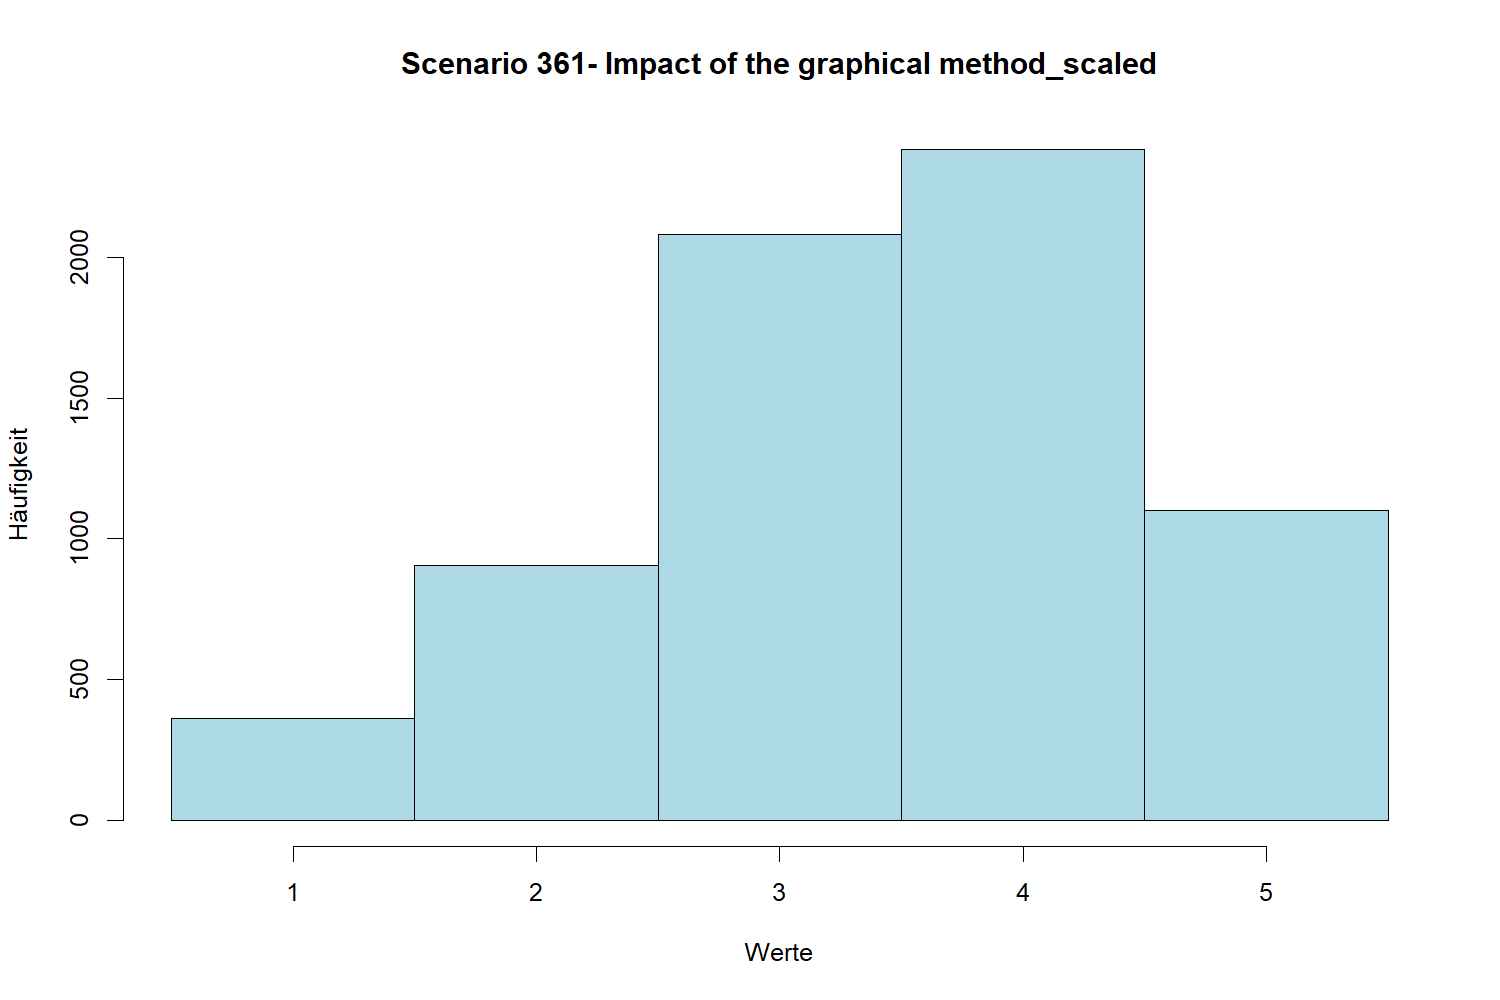 Scenario 361- Impact of the graphical method_scaled
Häufigkeit
2000
1500
1000
500
0
1 2 3 4 5
Werte